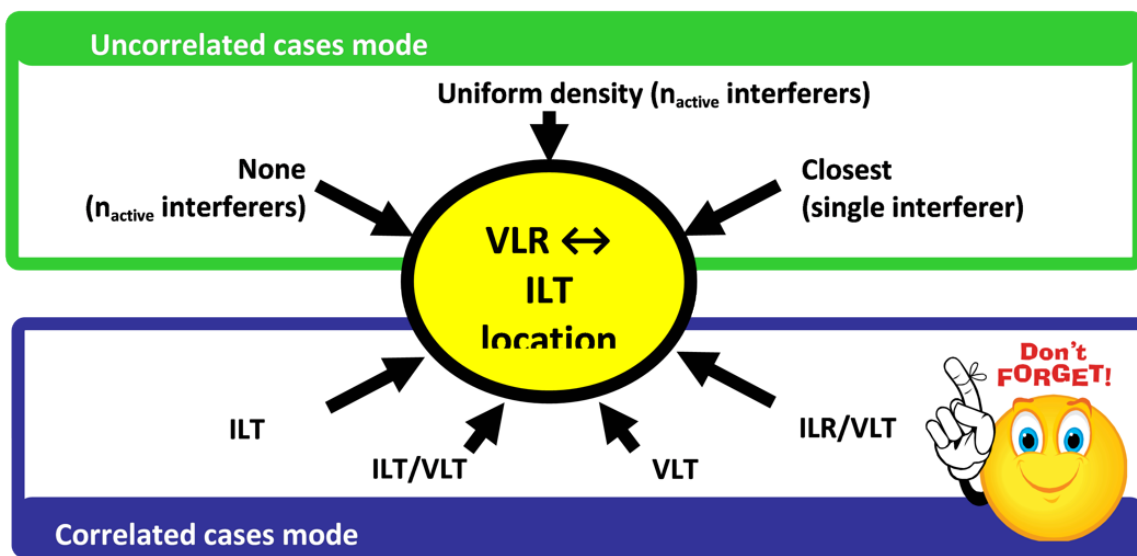 Uncorrelated cases mode
Uniform density (nactive interferers)
None
(nactive interferers)
Closest
(single interferer)
VLR ↔
ILT
location
Don't
FORGET!
ILT
ILT/VLT
VLT
ILR/VLT
Correlated cases mode